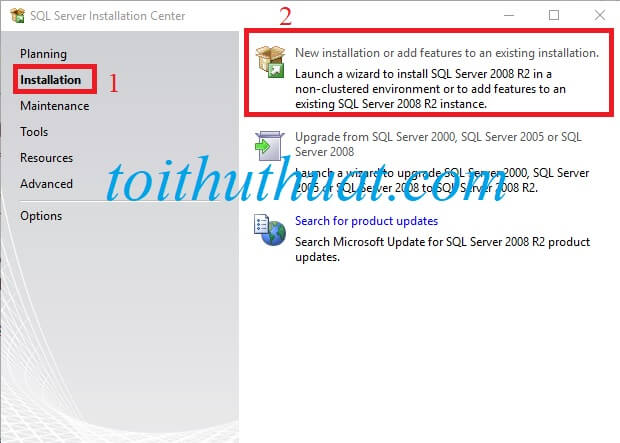 SQL Server Installation Center
2
Planning
Installation
1
Maintenance
Tools
Resources
Advanced
Options
New installation or add features to an existing installation.
Launch a wizard to install SQL Server 2008 R2 in a
non-clustered environment or to add features to an
existing SQL Server 2008 R2 instance.
Upgrade from SQL Server 2000, SQL Server 2005 or SQL
Server 2008
Launch a wizard to upgrade SQL Server 2000, SQL Server
2005 or SQL Server 2008 to SQL Server 2008 R2.
toithuthuat.com
Search for product updates
Search Microsoft Update for SQL Server 2008 R2 product
updates.